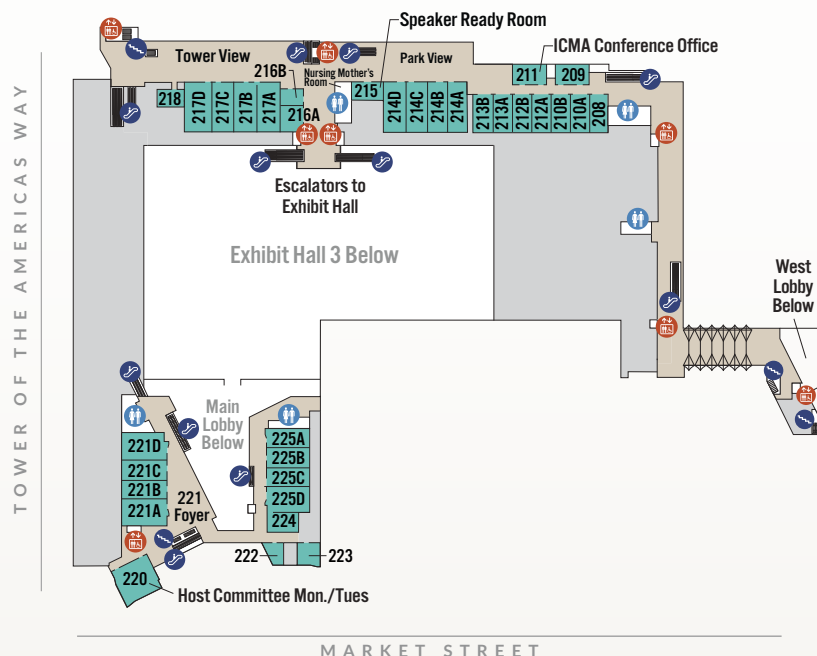 Speaker Ready Room
ICMA Conference Office
Tower View
Park View
216B
Nursing Mother's
Room
211
209
218
217D
217C
217B
217A
216A
215
214D
214C
214B
214A
213B
213A
212B
212A
210B
210A
208
Escalators to
Exhibit Hall
Exhibit Hall 3 Below
West
Lobby
Below
Main
Lobby
Below
221D
221C
221B
221A
221
Foyer
225A
225B
225C
225D
224
222
223
220
Host Committee Mon./Tues
TOWER OF THE AMERICAS WAY
MARKET STREET